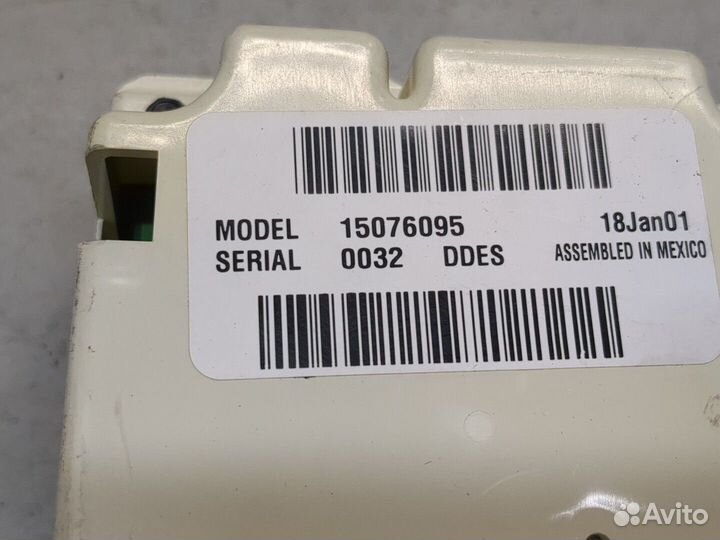 MODEL 15076095 18Jan01
SERIAL 0032 DDES ASSEMBLED IN MEXICO
Avito